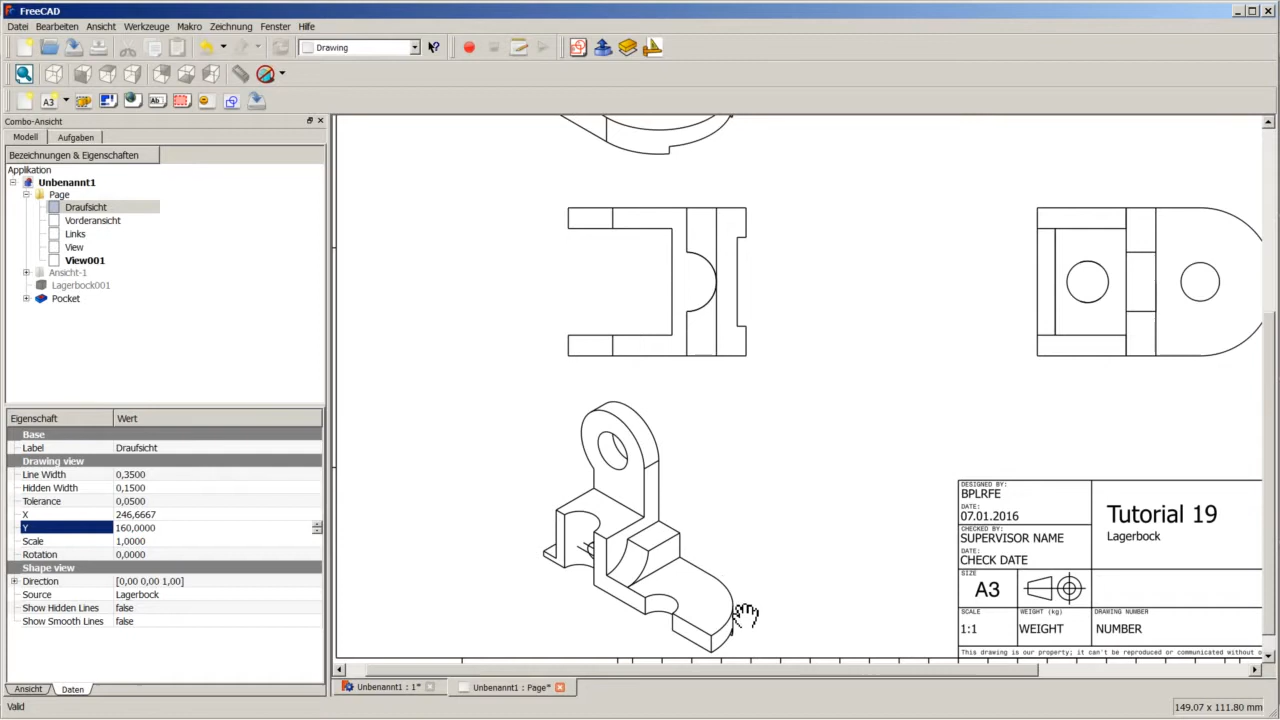 FreeCAD
Datei Bearbeiten Ansicht Werkzeuge Makro Zeichnung Fenster Hilfe
Drawing
A3
Combo-Ansicht
Modell Aufgaben
Bezeichnungen & Eigenschaften
Applikation
Unbenannt1
Page
Draufsicht
Vorderansicht
Links
View
View001
Ansicht-1
Lagerbock001
Pocket
Eigenschaft Wert
Base
Label Draufsicht
Drawing view
Line Width 0,3500
Hidden Width 0,1500
Tolerance 0,0500
X 246,6667
Y 160,0000
Scale 1,0000
Rotation 0,0000
Shape view
Direction [0,00 0,00 1,00]
Source Lagerbock
Show Hidden Lines false
Show Smooth Lines false
Ansicht Daten
DESIGNED BY:
BPLRFE
DATE:
07.01.2016
CHECKED BY:
SUPERVISOR NAME
DATE:
CHECK DATE
Tutorial 19
Lagerbock
SIZE
A3
SCALE
1:1
WEIGHT (kg)
WEIGHT
DRAWING NUMBER
NUMBER
This drawing is our property; it can't be reproduced or communicated without o
Unbenannt1 : 1* Unbenannt1 : Page*
Valid
149.07 x 111.80 mm